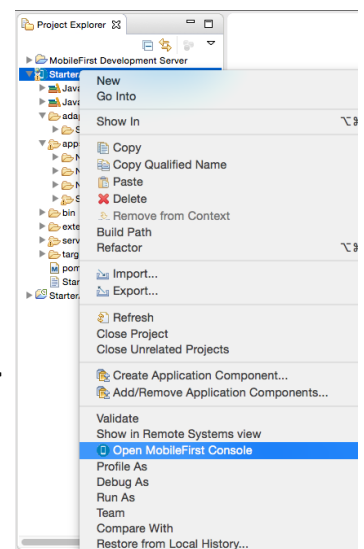 Project Explorer
MobileFirst Development Server
Starter
Java
Java
ada
S
app
N
N
N
S
bin
exte
serv
targ
pom
Star
Starter
New
Go Into
Show In
Copy
Copy Qualified Name
Paste
Delete
Remove from Context
Build Path
Refactor
Import...
Export...
Refresh
Close Project
Close Unrelated Projects
Create Application Component...
Add/Remove Application Components...
Validate
Show in Remote Systems view
Open MobileFirst Console
Profile As
Debug As
Run As
Team
Compare With
Restore from Local History...